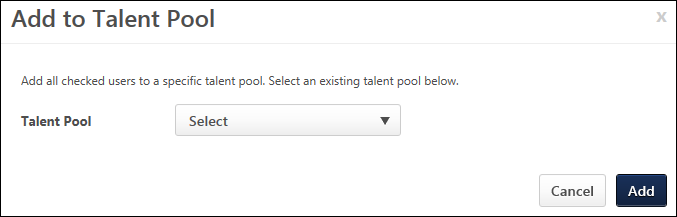 Add to Talent Pool
x
Add all checked users to a specific talent pool. Select an existing talent pool below.
Talent Pool Select
Cancel Add